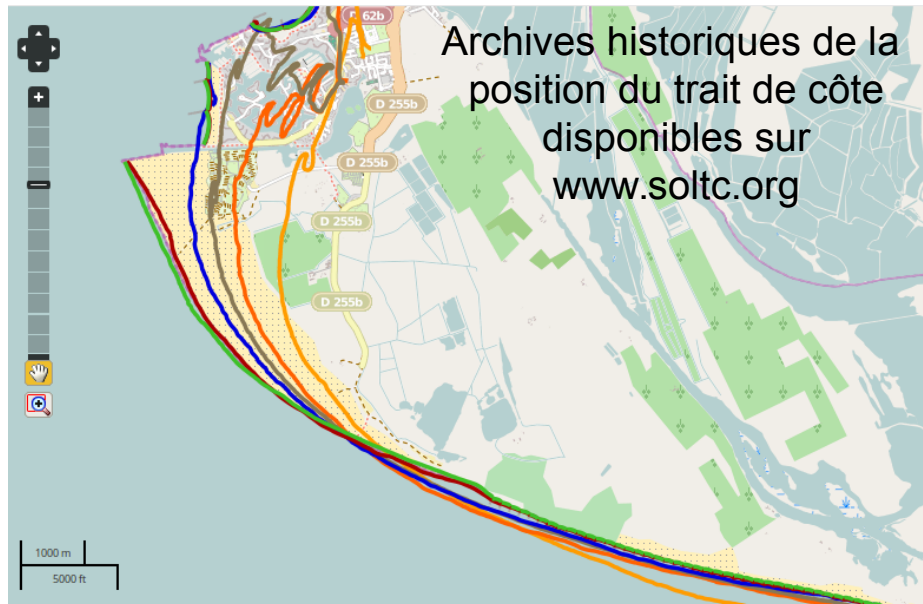 D 62b
Archives historiques de la
position du trait de côte
disponibles sur
www.soltc.org
D 255b
D 255b
D 255b
D 255b
1000 m
5000 ft